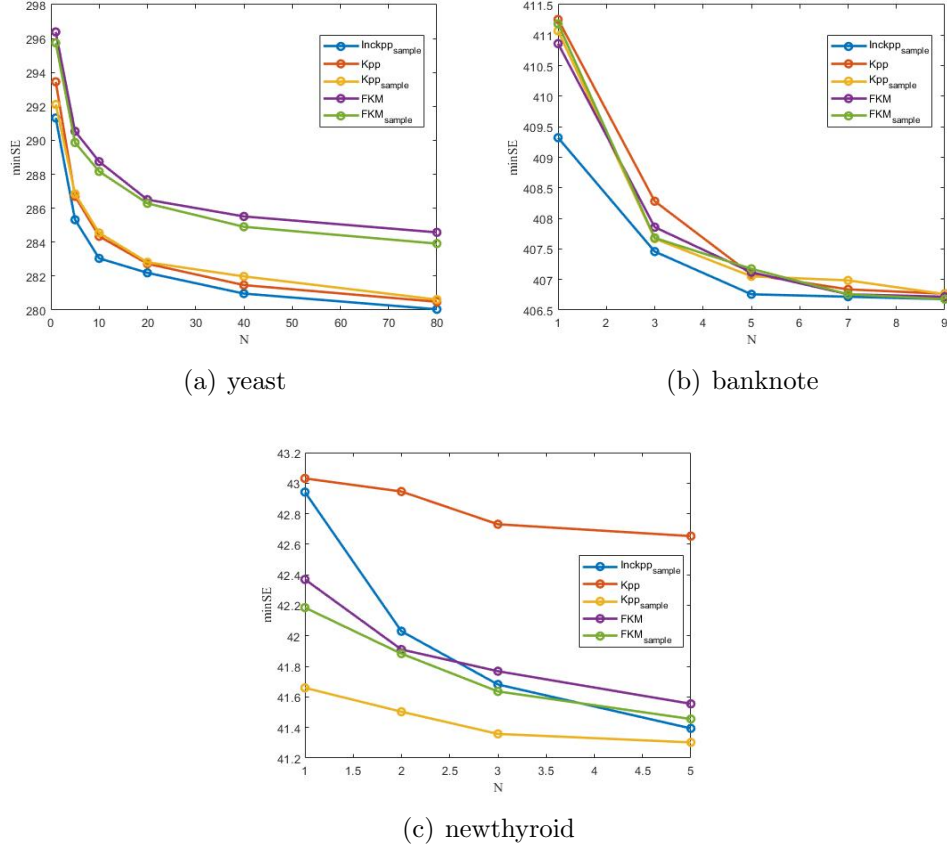 298
296
294
292
290
288
286
284
282
280
minSE
0 10 20 30 40 50 60 70 80
N
Inckpp_sample
Kpp
Kpp_sample
FKM
FKM_sample
(a) yeast
411.5
411
410.5
410
409.5
409
408.5
408
407.5
407
406.5
minSE
1 2 3 4 5 6 7 8 9
N
Inckpp_sample
Kpp
Kpp_sample
FKM
FKM_sample
(b) banknote
43.2
43
42.8
42.6
42.4
42.2
42
41.8
41.6
41.4
41.2
minSE
1 1.5 2 2.5 3 3.5 4 4.5 5
N
Inckpp_sample
Kpp
Kpp_sample
FKM
FKM_sample
(c) newthyroid